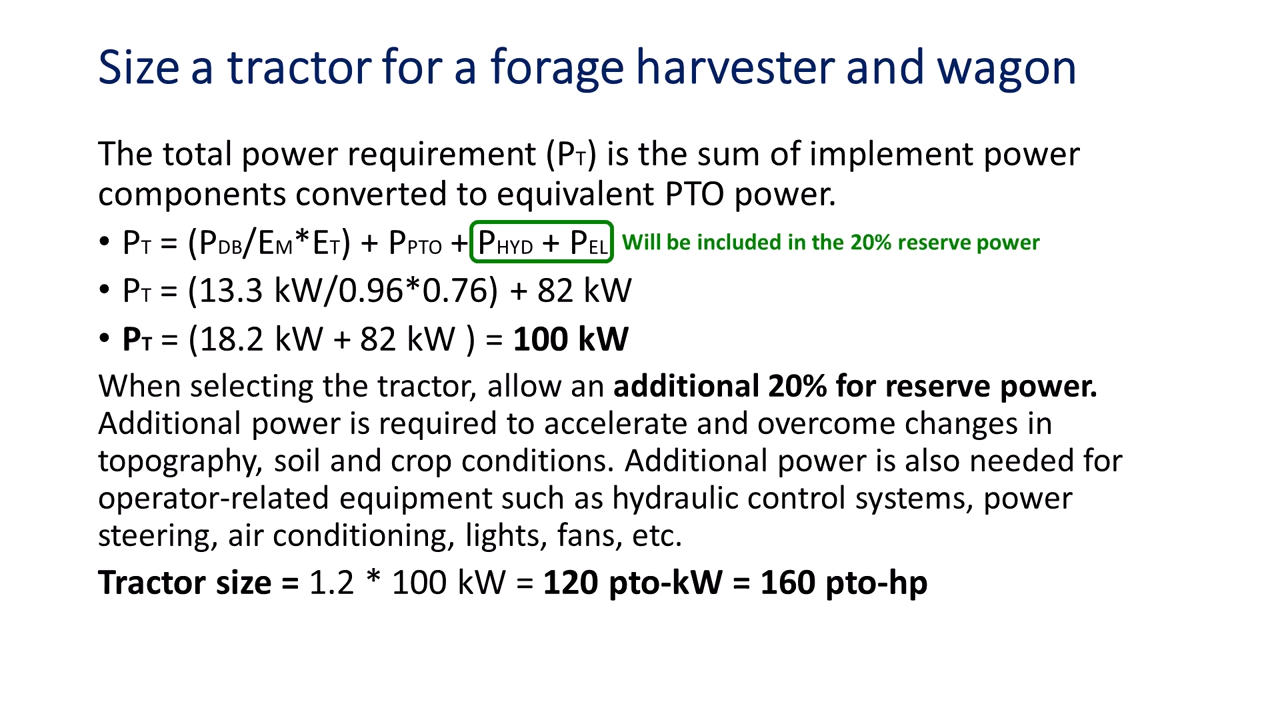 Size a tractor for a forage harvester and wagon
The total power requirement (PT) is the sum of implement power
components converted to equivalent PTO power.
• PT = (PDB/EM*ET) + PPTO + PHYD + PEL Will be included in the 20% reserve power
• PT = (13.3 kW/0.96*0.76) + 82 kW
• PT = (18.2 kW + 82 kW ) = 100 kW
When selecting the tractor, allow an additional 20% for reserve power.
Additional power is required to accelerate and overcome changes in
topography, soil and crop conditions. Additional power is also needed for
operator-related equipment such as hydraulic control systems, power
steering, air conditioning, lights, fans, etc.
Tractor size = 1.2 * 100 kW = 120 pto-kW = 160 pto-hp